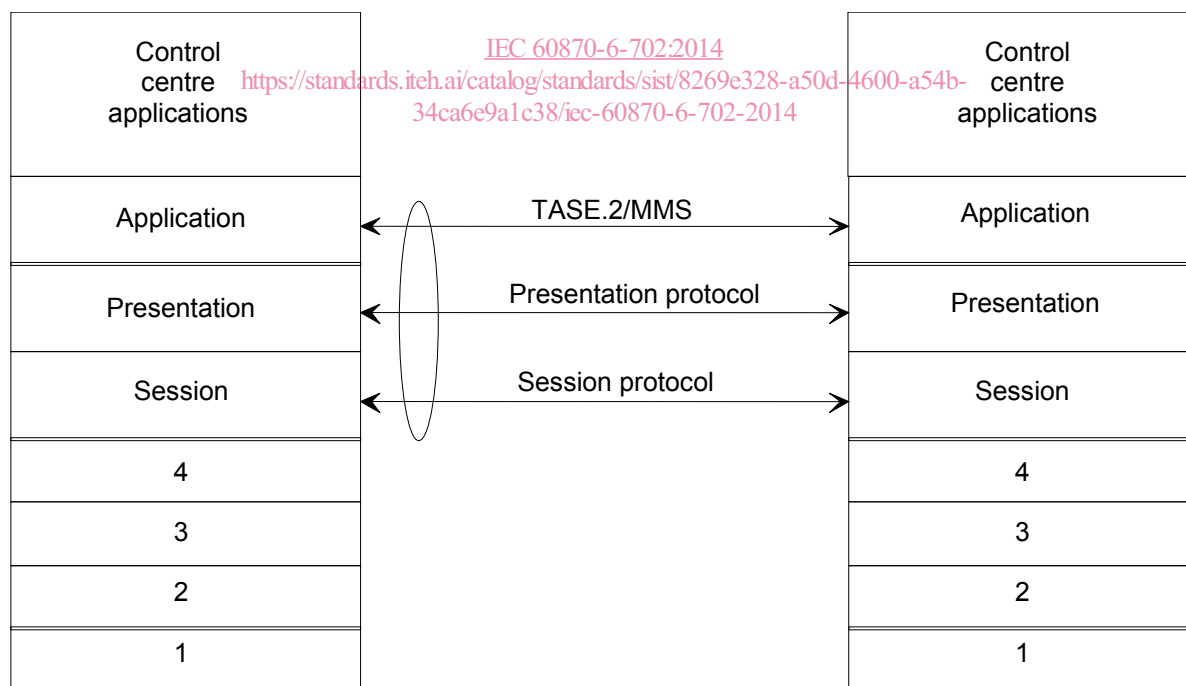 Control
centre
applications
IEC 60870-6-702:2014
https://standards.iteh.ai/catalog/standards/sist/8269e328-a50d-4600-a54b-
34ca6e9a1c38/iec-60870-6-702-2014
Control
centre
applications
Application
TASE.2/MMS
Application
Presentation
Presentation protocol
Presentation
Session
Session protocol
Session
4
4
3
3
2
2
1
1